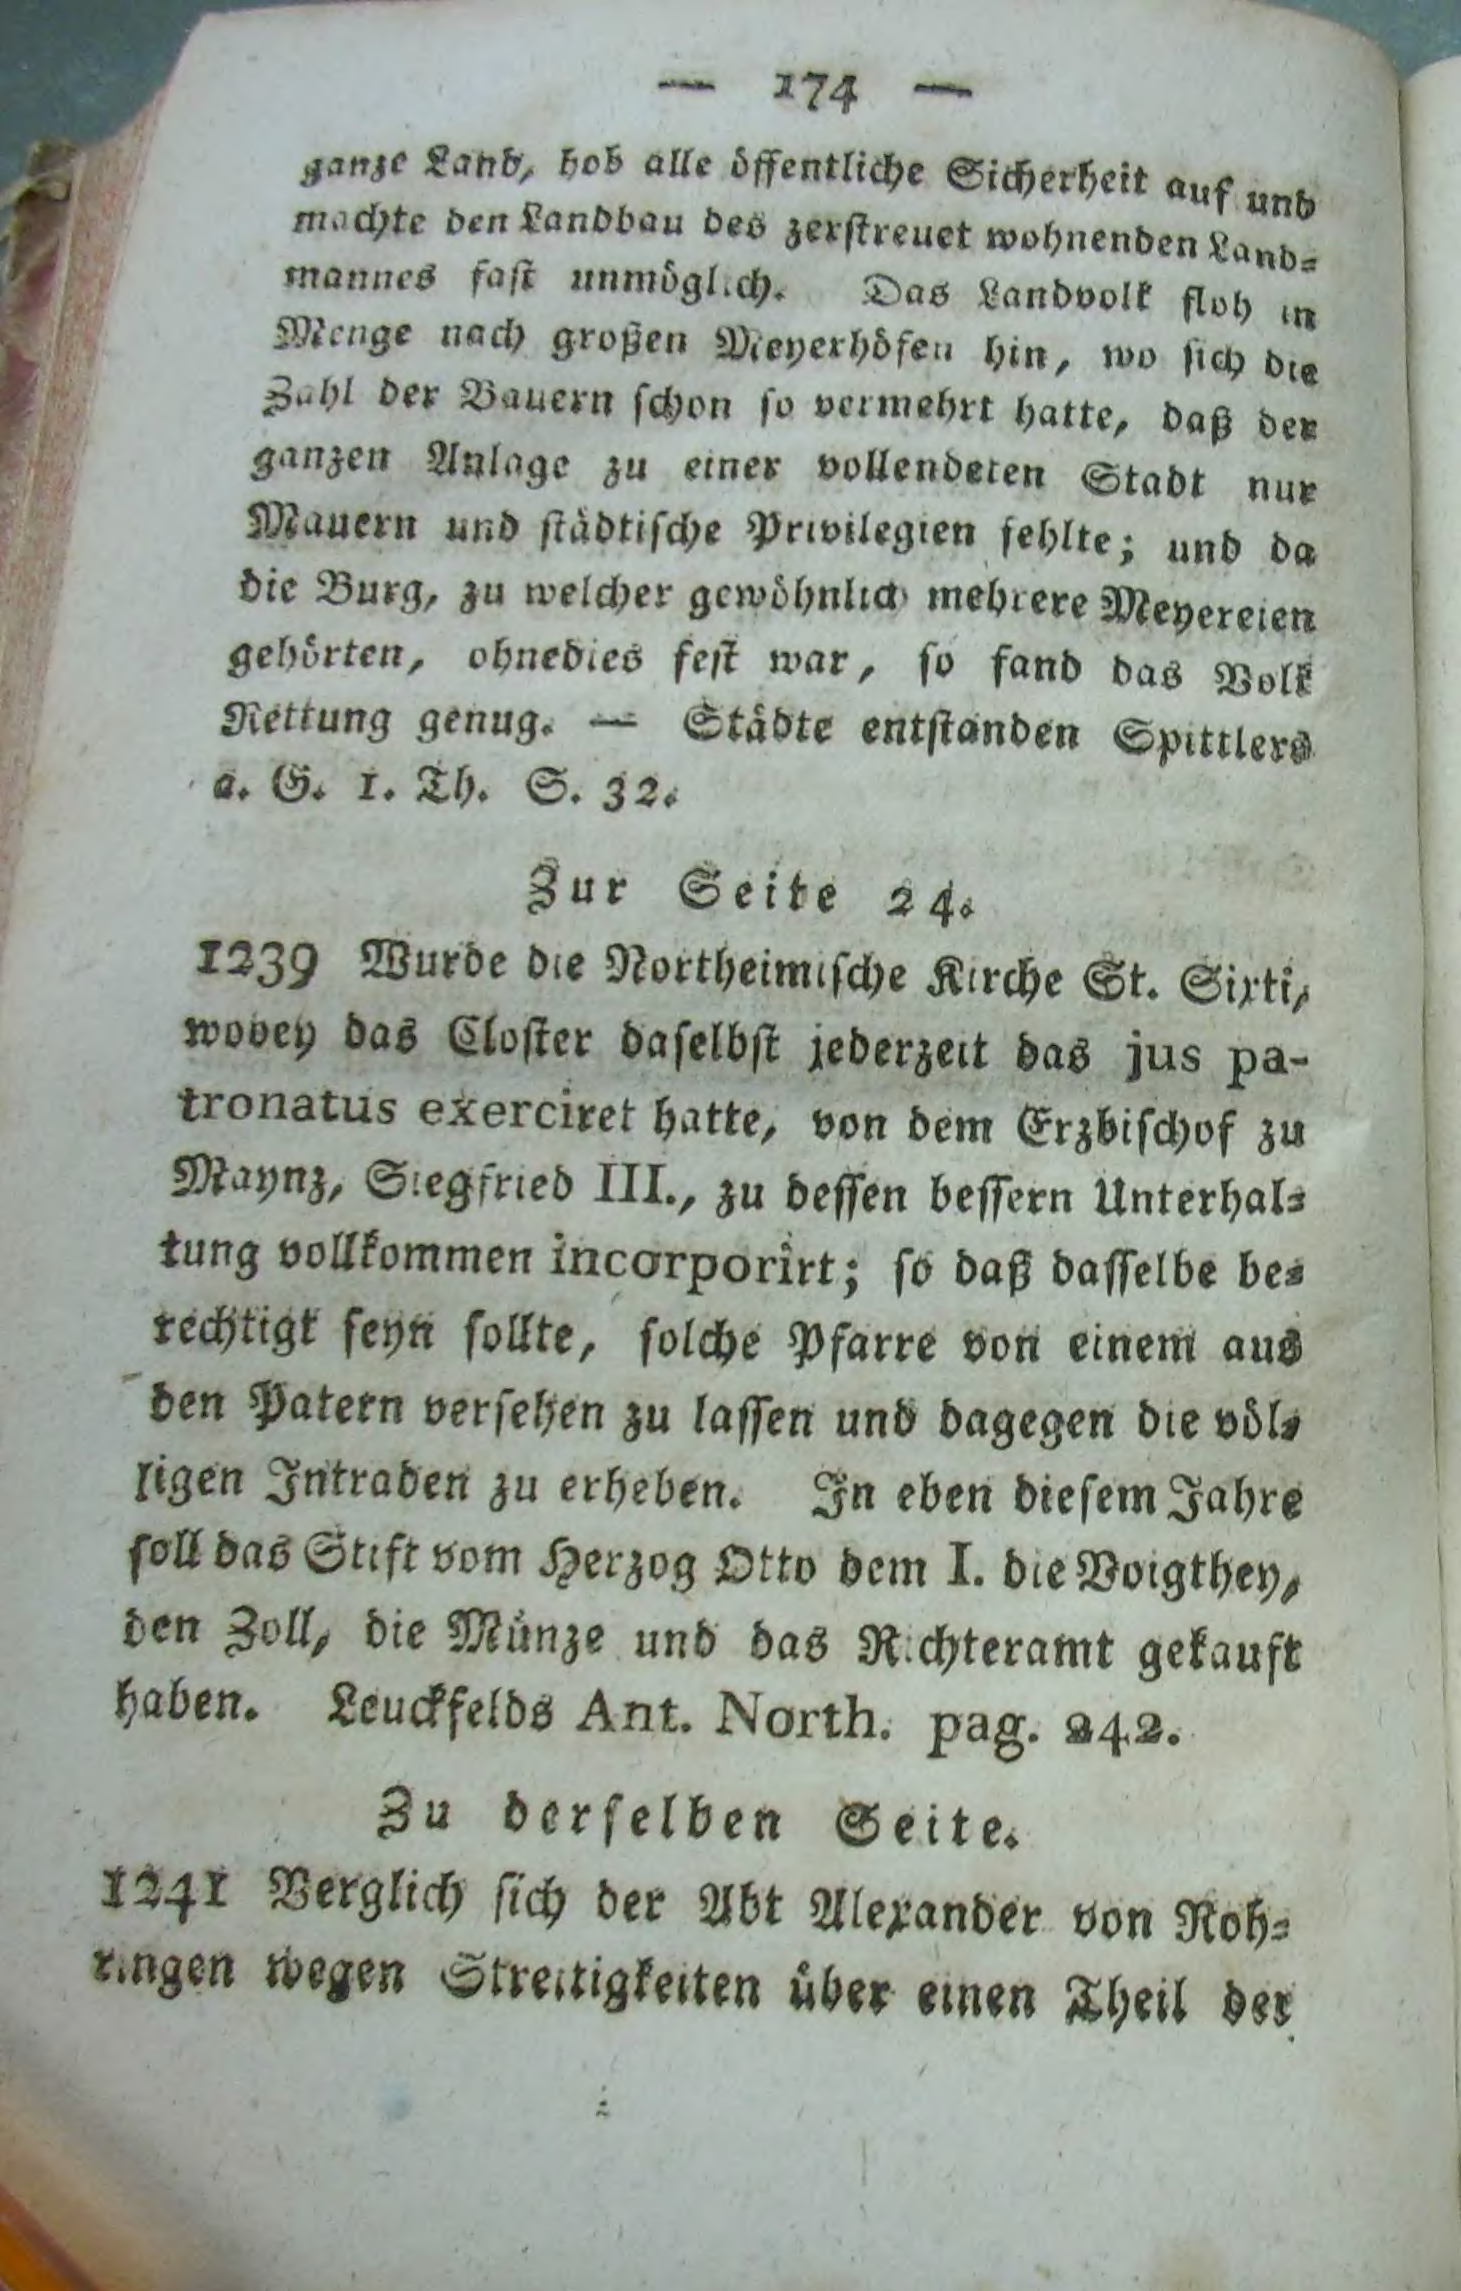 — 174 —
ganze Land, hob alle öffentliche Sicherheit auf und
machte den Landbau des zerstreuet wohnenden Land=
mannes fast unmöglich. Das Landvolk floh in
Menge nach großen Meyerhöfen hin, wo sich die
Zahl der Bauern schon so vermehrt hatte, daß der
ganzen Anlage zu einer vollendeten Stadt nur
Mauern und städtische Privilegien fehlte; und da
die Burg, zu welcher gewöhnlich mehrere Meyereien
gehörten, ohnedies fest war, so fand das Volk
Rettung genug. — Städte entstanden Spittlers
a. G. 1. Th. S. 32.
Zur Seite 24.
1239 Wurde die Northeimische Kirche St. Sixti,
wobey das Closter daselbst jederzeit das jus pa-
tronatus exerciret hatte, von dem Erzbischof zu
Maynz, Siegfried III., zu dessen bessern Unterhal=
tung vollkommen incorporirt; so daß dasselbe be=
rechtigt seyn sollte, solche Pfarre von einem aus
den Patern versehen zu lassen und dagegen die völ=
ligen Intraden zu erheben. In eben diesem Jahre
soll das Stift vom Herzog Otto dem I. die Voigthey,
den Zoll, die Münze und das Richteramt gekauft
haben. Leuckfelds Ant. North. pag. 242.
Zu derselben Seite.
1241 Verglich sich der Abt Alexander von Roh=
ringen wegen Streitigkeiten über einen Theil der